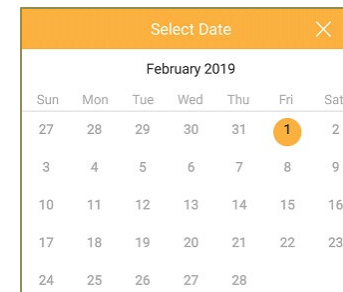 Select Date
February 2019
Sun Mon Tue Wed Thu Fri Sat
27 28 29 30 31 1 2
3 4 5 6 7 8 9
10 11 12 13 14 15 16
17 18 19 20 21 22 23
24 25 26 27 28